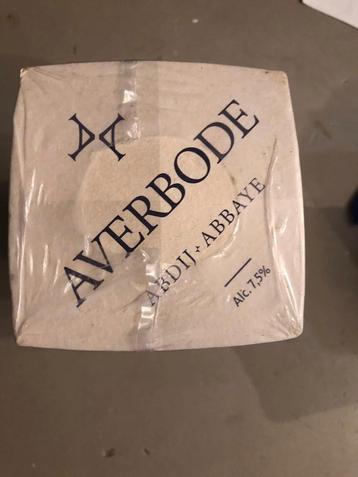 AVERBODE
ABDIJ + ABBAYE
Alc. 7,5%